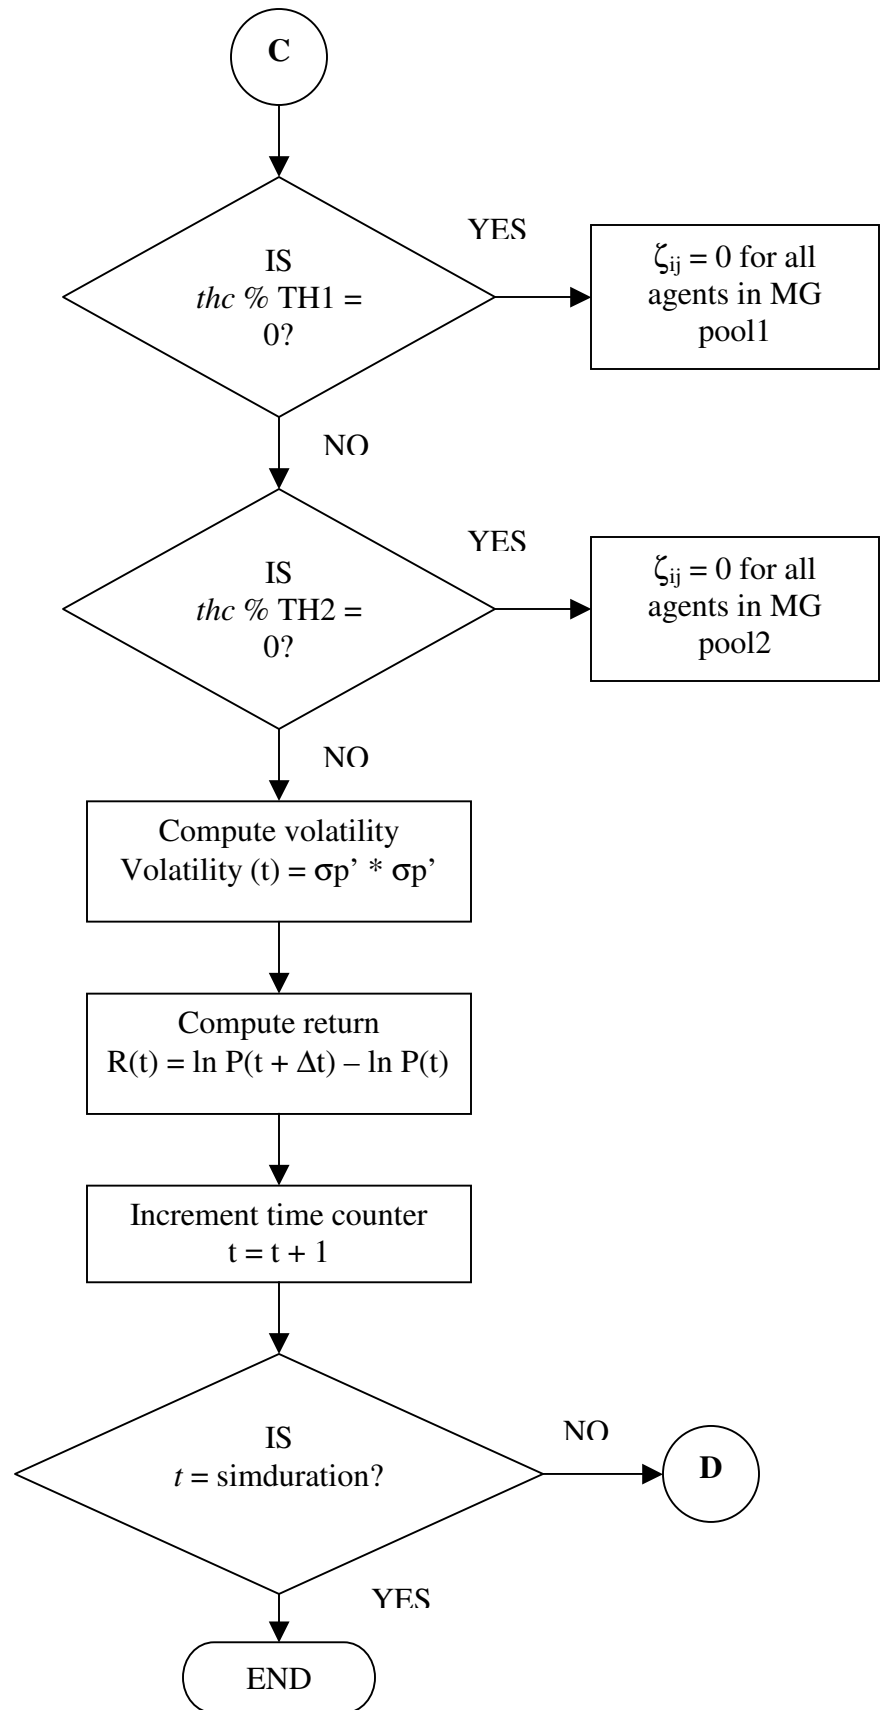 C
IS
thc % TH1 =
0?
YES
ζij = 0 for all
agents in MG
pool1
NO
IS
thc % TH2 =
0?
YES
ζij = 0 for all
agents in MG
pool2
NO
Compute volatility
Volatility (t) = σp’ * σp’
Compute return
R(t) = ln P(t + Δt) – ln P(t)
Increment time counter
t = t + 1
IS
t = simduration?
NO
D
YES
END